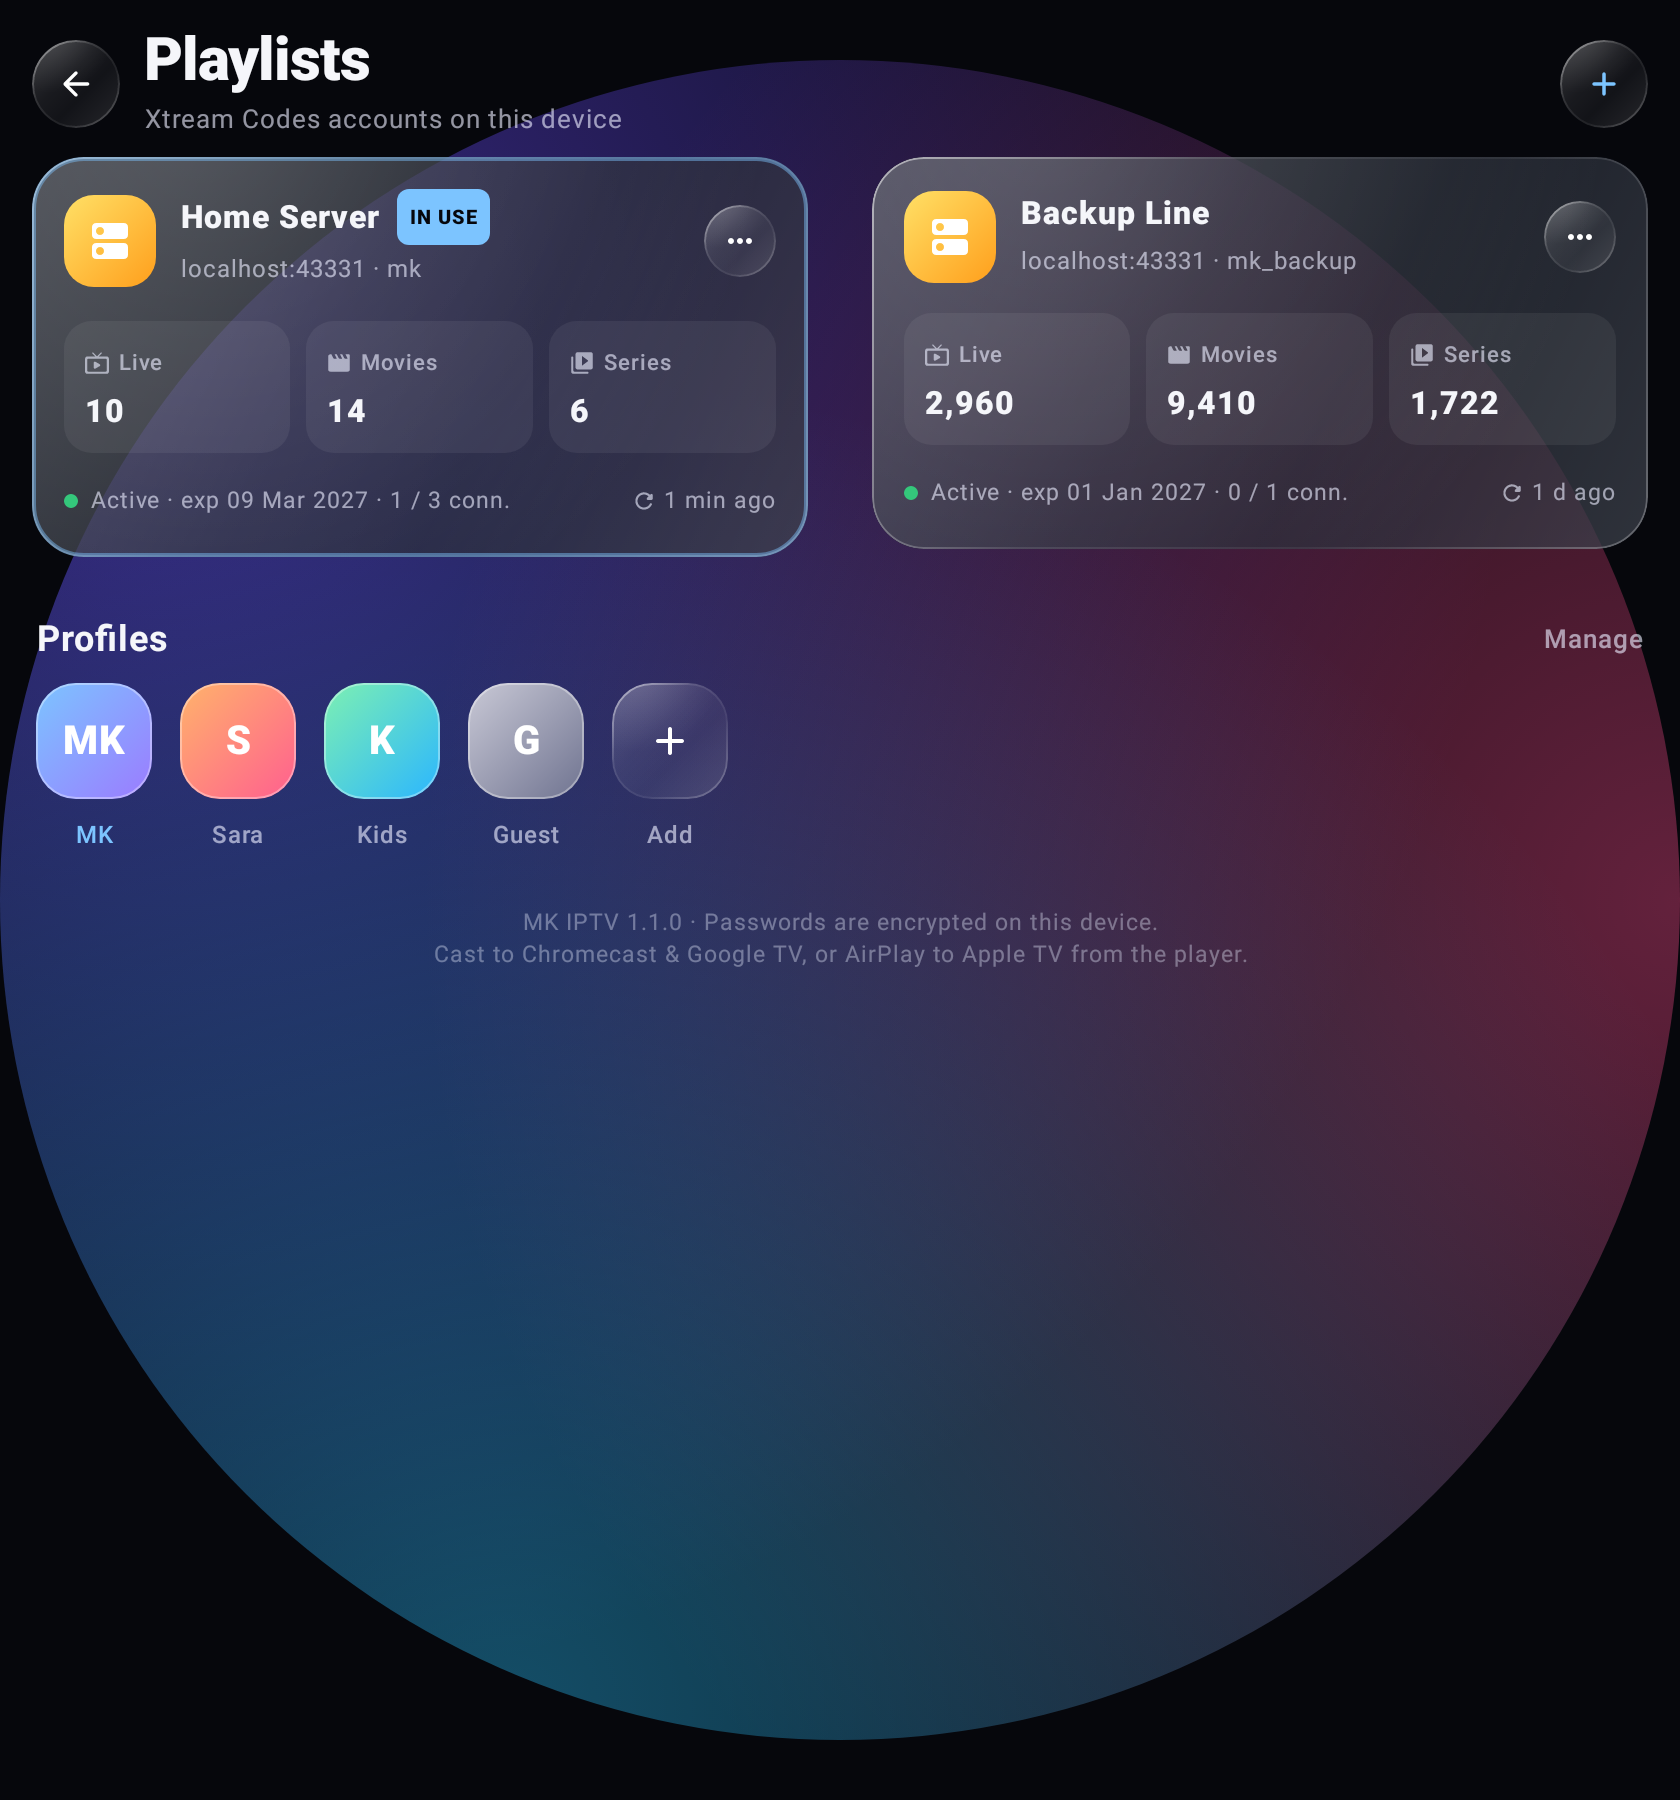 Playlists
Xtream Codes accounts on this device
Home Server IN USE
localhost:43331 · mk
Live
10
Movies
14
Series
6
Active · exp 09 Mar 2027 · 1 / 3 conn.
1 min ago
Backup Line
localhost:43331 · mk_backup
Live
2,960
Movies
9,410
Series
1,722
Active · exp 01 Jan 2027 · 0 / 1 conn.
1 d ago
Profiles
Manage
MK
MK
S
Sara
K
Kids
G
Guest
Add
MK IPTV 1.1.0 · Passwords are encrypted on this device.
Cast to Chromecast & Google TV, or AirPlay to Apple TV from the player.